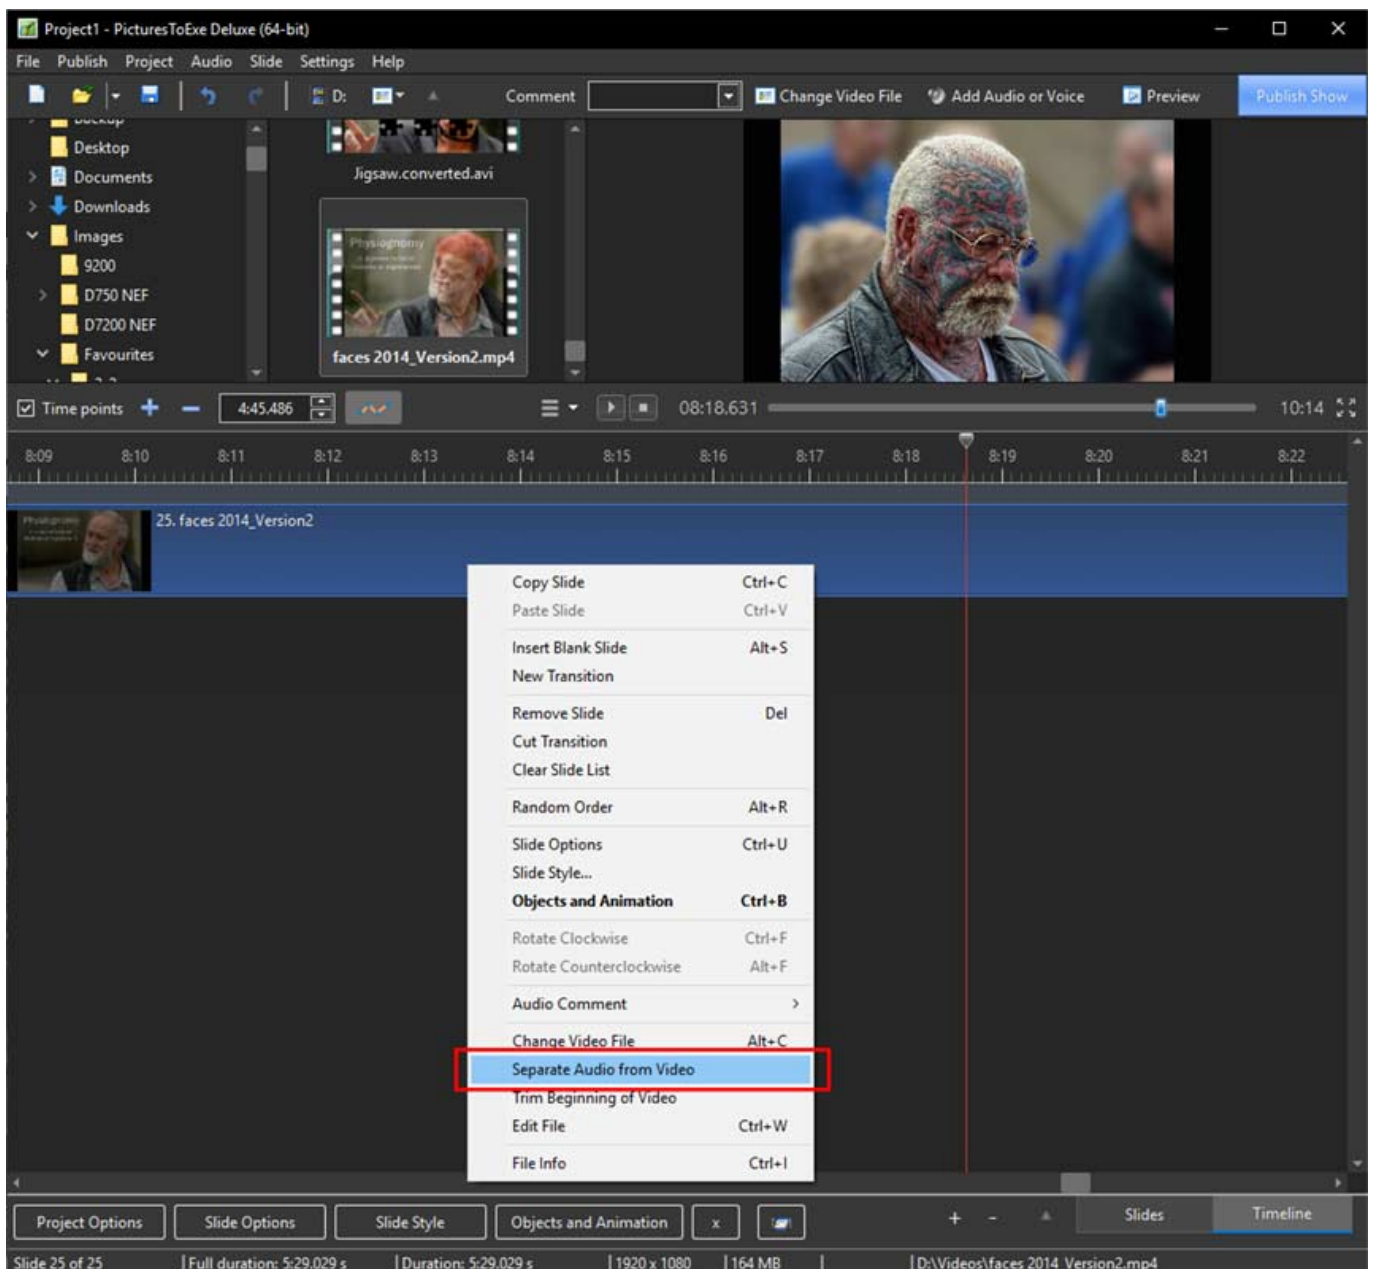 Project1 - PicturesToExe Deluxe (64-bit)
File Publish Project Audio Slide Settings Help
D: Comment Change Video File Add Audio or Voice Preview Publish Show
Backup
Desktop
Documents
Downloads
Images
9200
D750 NEF
D7200 NEF
Favourites
Jigsaw.converted.avi
Physiognomy
faces 2014_Version2.mp4
Time points 4:45.486 08:18.631 10:14
8:09 8:10 8:11 8:12 8:13 8:14 8:15 8:16 8:17 8:18 8:19 8:20 8:21 8:22
Physiognomy
25. faces 2014_Version2
Copy Slide Ctrl+C
Paste Slide Ctrl+V
Insert Blank Slide Alt+S
New Transition
Remove Slide Del
Cut Transition
Clear Slide List
Random Order Alt+R
Slide Options Ctrl+U
Slide Style...
Objects and Animation Ctrl+B
Rotate Clockwise Ctrl+F
Rotate Counterclockwise Alt+F
Audio Comment
Change Video File Alt+C
Separate Audio from Video
Trim Beginning of Video
Edit File Ctrl+W
File Info Ctrl+I
Project Options Slide Options Slide Style Objects and Animation x + - Slides Timeline
Slide 25 of 25 Full duration: 5:29.029 s Duration: 5:29.029 s 1920 x 1080 164 MB D:\Videos\faces 2014_Version2.mp4